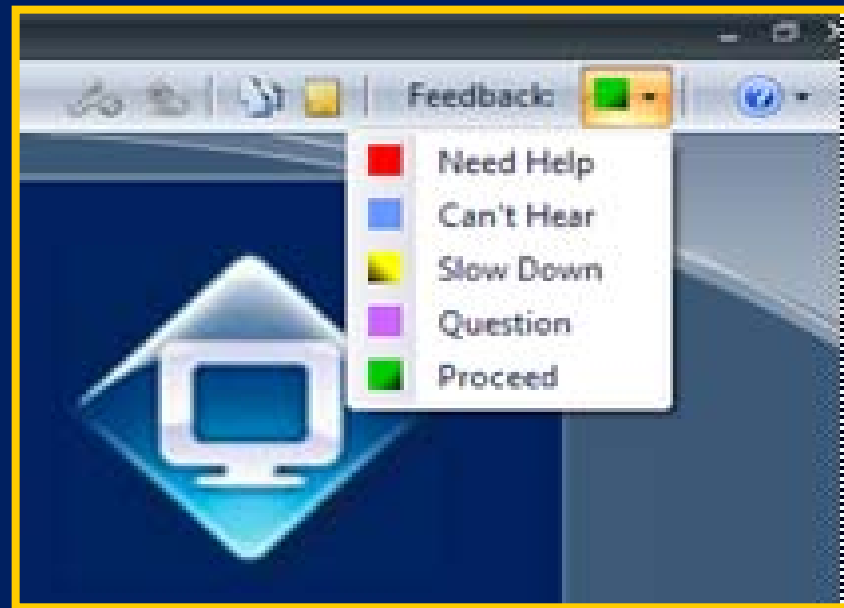 Feedback:
Need Help
Can't Hear
Slow Down
Question
Proceed